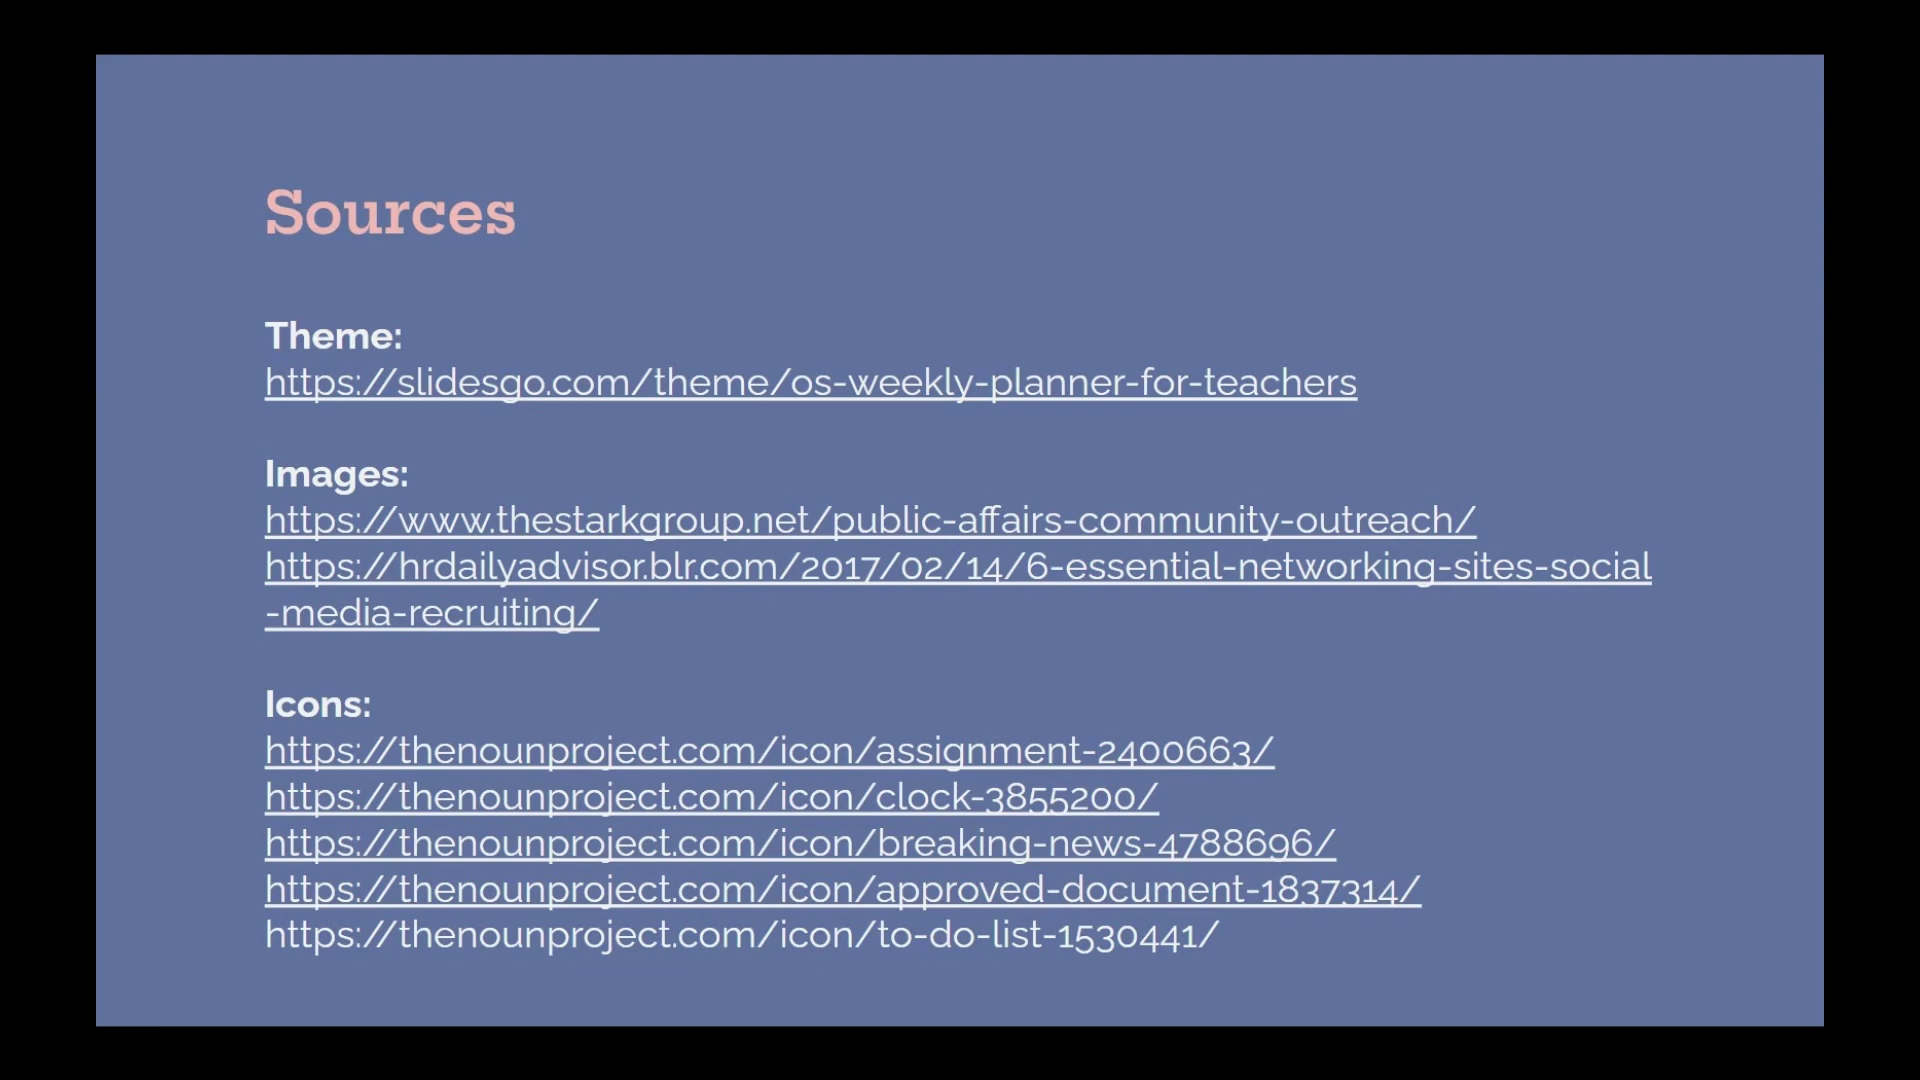 Sources
Theme:
https://slidesgo.com/theme/os-weekly-planner-for-teachers
Images:
https://www.thestarkgroup.net/public-affairs-community-outreach/
https://hrdailyadvisor.blr.com/2017/02/14/6-essential-networking-sites-social
-media-recruiting/
Icons:
https://thenounproject.com/icon/assignment-2400663/
https://thenounproject.com/icon/clock-3855200/
https://thenounproject.com/icon/breaking-news-4788696/
https://thenounproject.com/icon/approved-document-1837314/
https://thenounproject.com/icon/to-do-list-1530441/